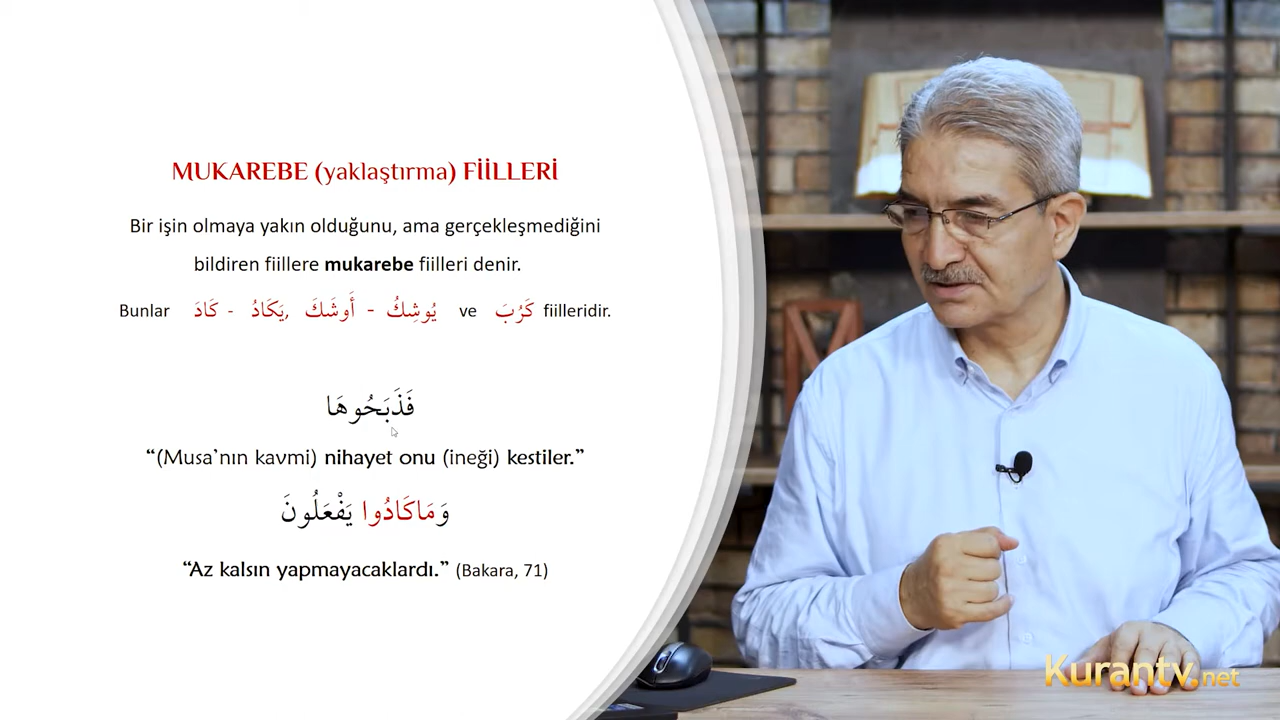 MUKAREBE (yaklaştırma) FİİLLERİ
Bir işin olmaya yakın olduğunu, ama gerçekleşmediğini
bildiren fiillere mukarebe fiilleri denir.
Bunlar كَادَ - يَكَادُ, أَوشَكَ - يُوشِكُ ve كَرُبَ fiilleridir.
فَذَبَحُوهَا
“(Musa’nın kavmi) nihayet onu (ineği) kestiler.”
وَمَاكَادُوا يَفْعَلُونَ
“Az kalsın yapmayacaklardı.” (Bakara, 71)
Kurantv.net